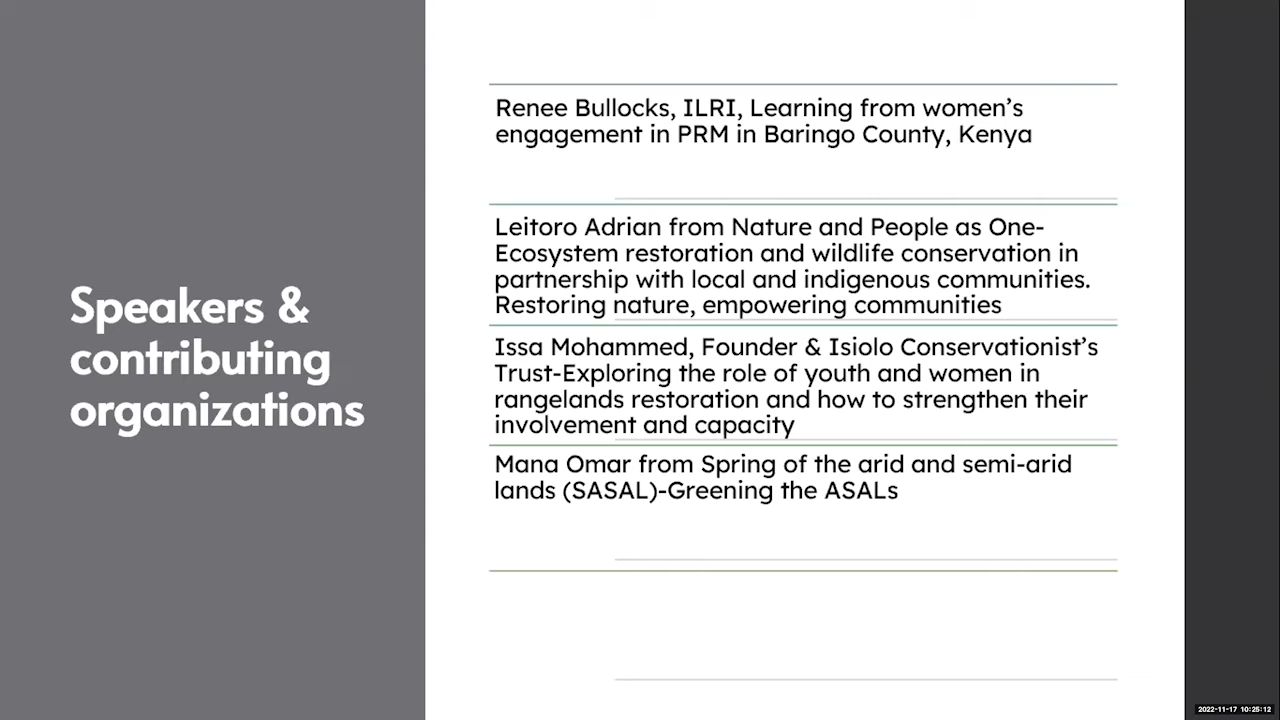 Speakers &
contributing
organizations
Renee Bullocks, ILRI, Learning from women's
engagement in PRM in Baringo County, Kenya
Leitoro Adrian from Nature and People as One-
Ecosystem restoration and wildlife conservation in
partnership with local and indigenous communities.
Restoring nature, empowering communities
Issa Mohammed, Founder & Isiolo Conservationist's
Trust-Exploring the role of youth and women in
rangelands restoration and how to strengthen their
involvement and capacity
Mana Omar from Spring of the arid and semi-arid
lands (SASAL)-Greening the ASALs
2022-11-17 10:25:12